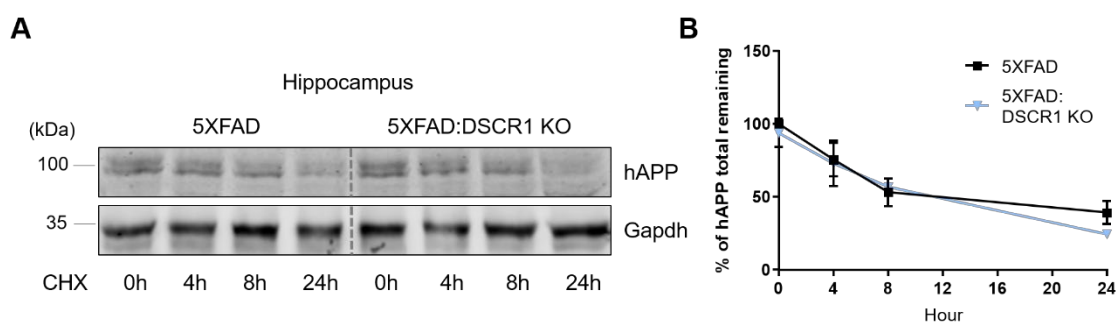 A
Hippocampus
(kDa)
5XFAD
5XFAD:DSCR1 KO
100
hAPP
35
Gapdh
CHX 0h 4h 8h 24h 0h 4h 8h 24h
B
% of hAPP total remaining
150
100
50
0
0 4 8 12 16 20 24
Hour
5XFAD
5XFAD:
DSCR1 KO